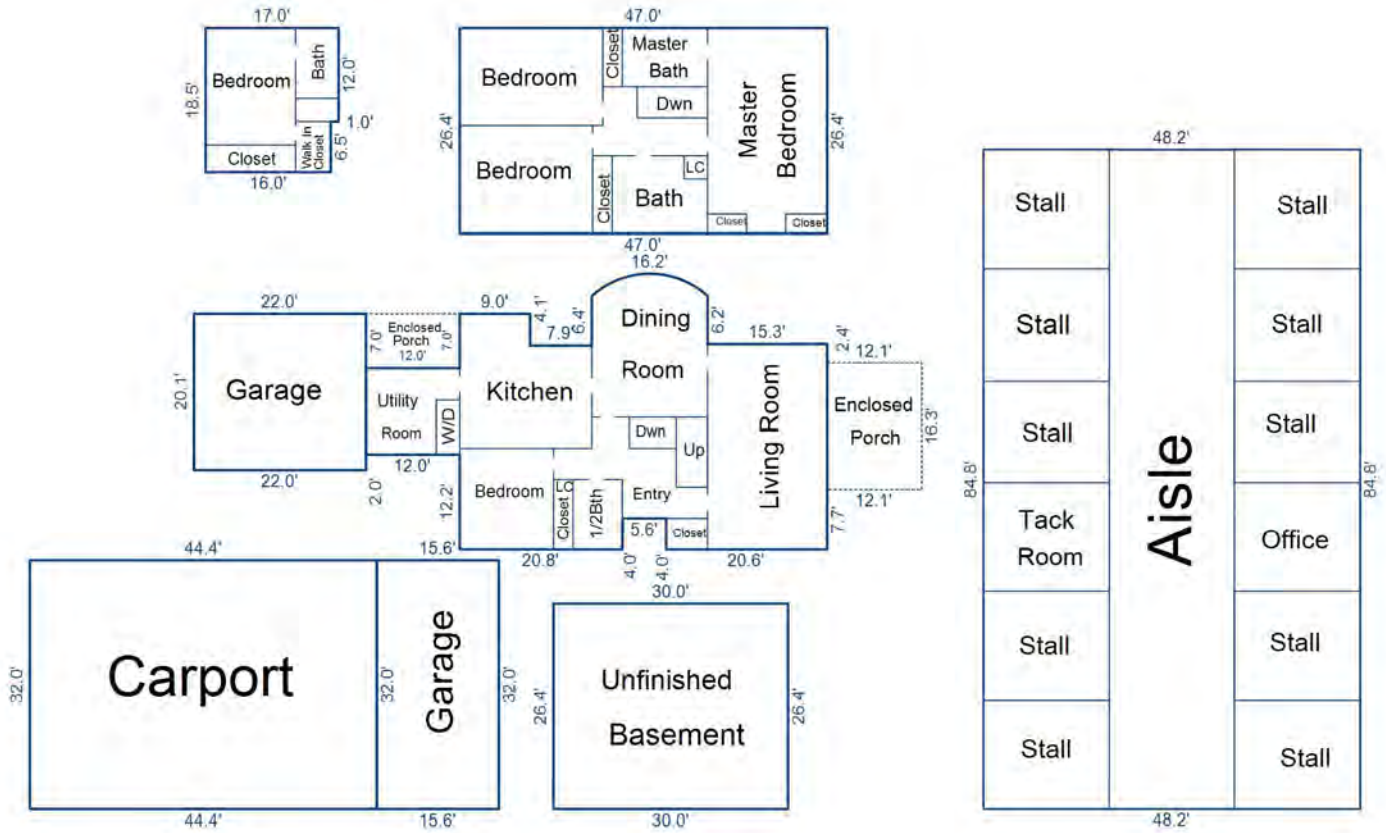 17.0'
Bedroom
Bath
18.5'
12.0'
1.0'
6.5'
Closet
Walk In
Closet
16.0'
47.0'
Bedroom
Closet
Master
Bath
Dwn
Master
Bedroom
26.4'
26.4'
Bedroom
Closet
LC
Bath
Closet
Closet
47.0'
22.0'
Garage
20.1'
22.0'
7.0'
Enclosed
Porch
7.0'
12.0'
Utility
Room
W/D
12.0'
2.0'
9.0'
4.1'
7.9'
6.4'
16.2'
6.2'
15.3'
2.4'
12.1'
Kitchen
Dining
Room
Living Room
Enclosed
Porch
16.3'
12.1'
7.7'
Dwn
Up
Bedroom
12.2'
Closet
LC
1/2Bth
Entry
5.6'
Closet
15.6'
20.8'
4.0'
4.0'
20.6'
44.4'
Carport
32.0'
32.0'
Garage
32.0'
44.4'
15.6'
30.0'
Unfinished
Basement
26.4'
26.4'
30.0'
48.2'
Stall
Stall
Stall
Stall
Stall
Stall
84.8'
Aisle
84.8'
Tack
Room
Office
Stall
Stall
Stall
Stall
48.2'